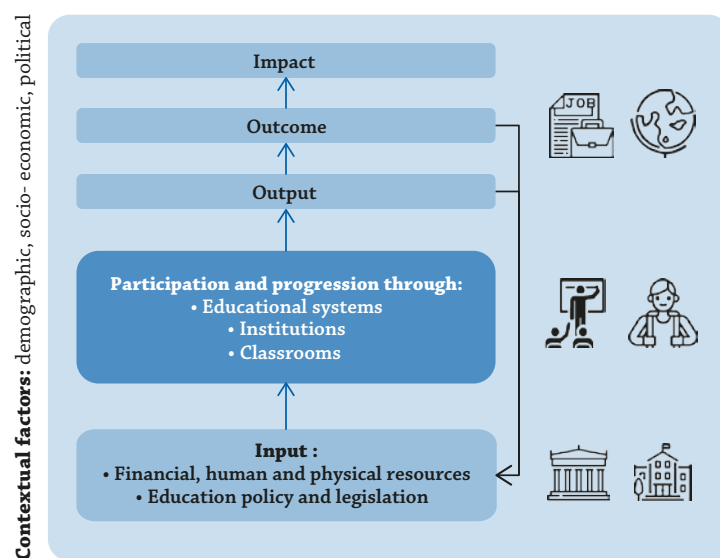 Contextual factors: demographic, socio- economic, political
Impact
Outcome
Output
Participation and progression through:
• Educational systems
• Institutions
• Classrooms
Input :
• Financial, human and physical resources
• Education policy and legislation
JOB